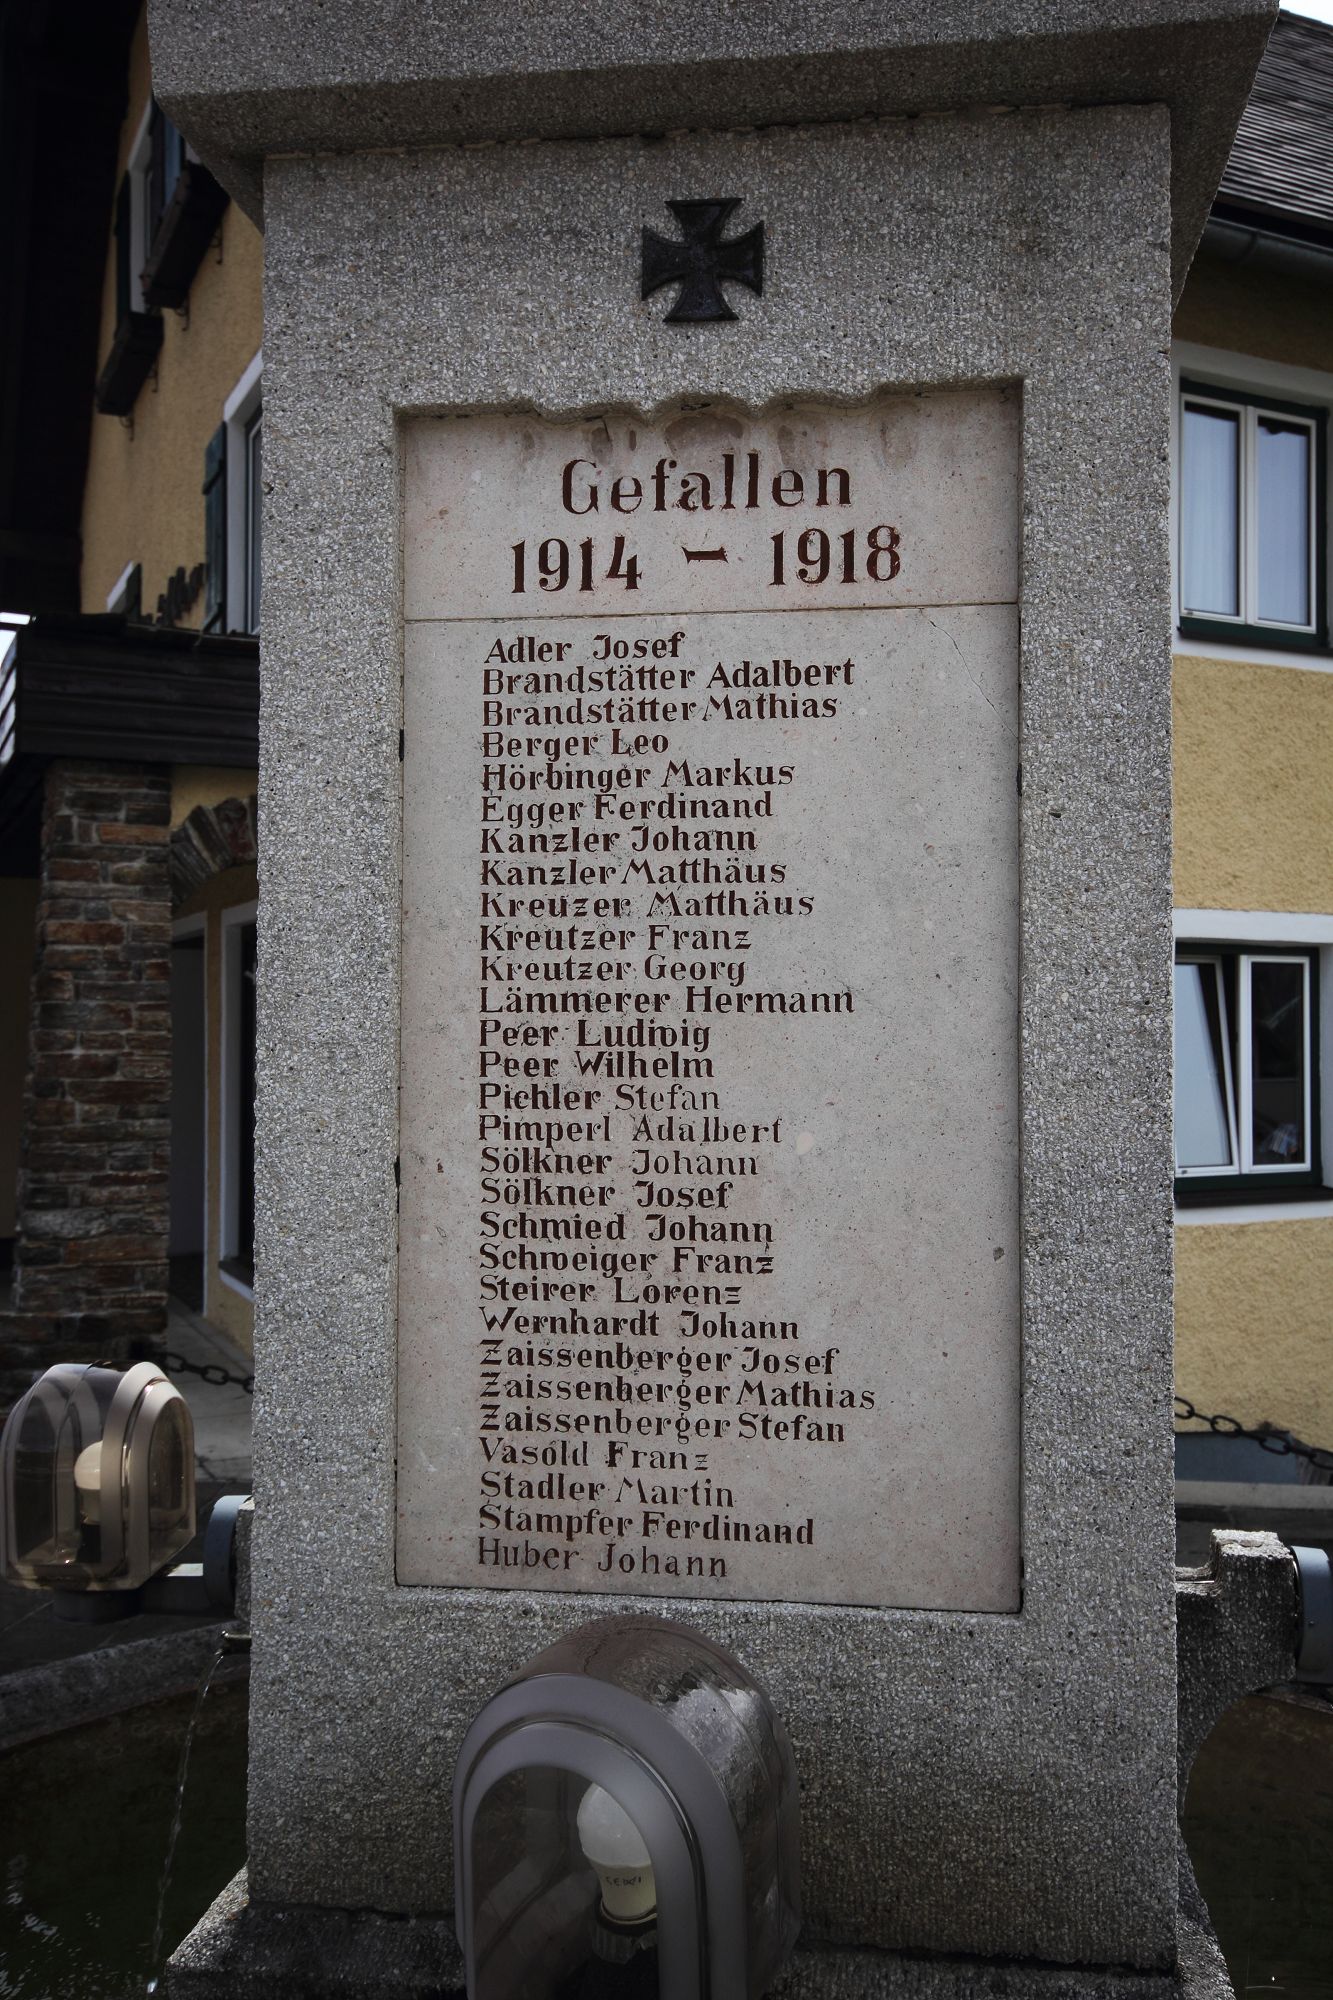 Gefallen
1914 - 1918
Adler Josef
Brandstätter Adalbert
Brandstätter Mathias
Berger Leo
Hörbinger Markus
Egger Ferdinand
Kanzler Johann
Kanzler Matthäus
Kreuzer Matthäus
Kreutzer Franz
Kreutzer Georg
Lämmerer Hermann
Peer Ludwig
Peer Wilhelm
Pichler Stefan
Pimperl Adalbert
Sölkner Johann
Sölkner Josef
Schmied Johann
Schweiger Franz
Steirer Lorenz
Wernhardt Johann
Zaissenberger Josef
Zaissenberger Mathias
Zaissenberger Stefan
Vasold Franz
Stadler Martin
Stampfer Ferdinand
Huber Johann